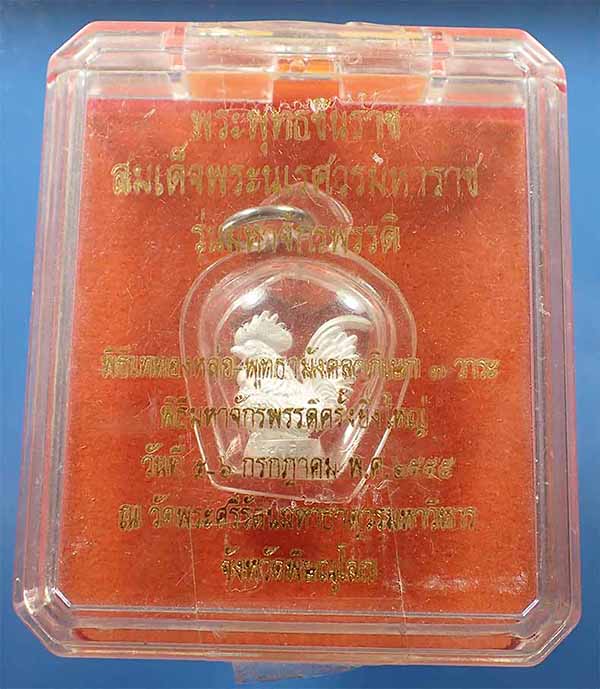 พระพุทธชินราช
สมเด็จพระนเรศวรมหาราช
รุ่นมหาจักรพรรดิ
พิธีเททองหล่อ-พุทธามังคลาภิเษก ๓ วาระ
พิธีมหาจักรพรรดิครั้งยิ่งใหญ่
วันที่ ๕-๖ กรกฎาคม พ.ศ.๒๕๕๕
ณ วัดพระศรีรัตนมหาธาตุวรมหาวิหาร
จังหวัดพิษณุโลก